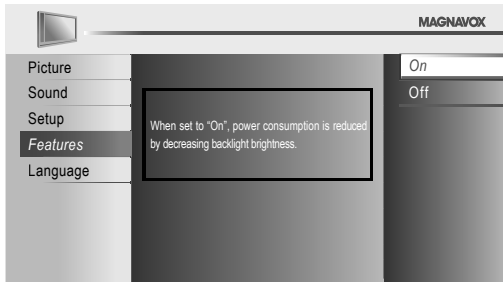 MAGNAVOX
Picture
Sound
Setup
Features
Language
When set to “On”, power consumption is reduced
by decreasing backlight brightness.
On
Off